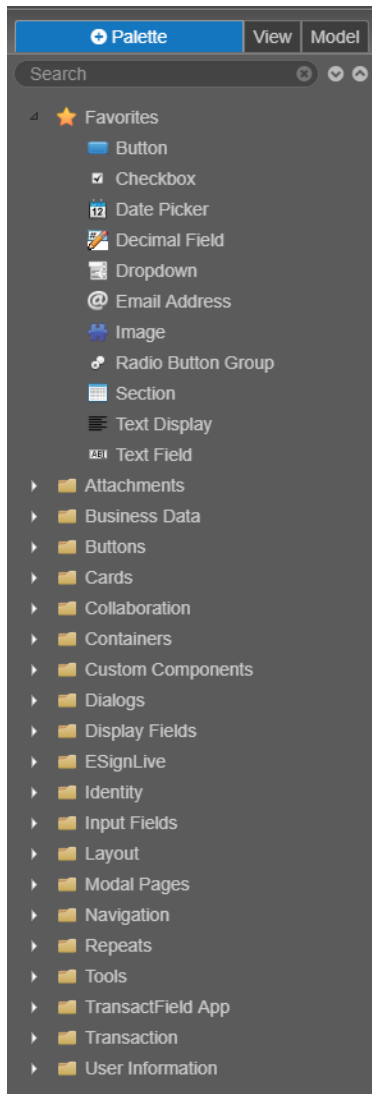 Palette View Model
Search
Favorites
Button
Checkbox
12 Date Picker
Decimal Field
Dropdown
@ Email Address
Image
Radio Button Group
Section
Text Display
ABI Text Field
Attachments
Business Data
Buttons
Cards
Collaboration
Containers
Custom Components
Dialogs
Display Fields
ESignLive
Identity
Input Fields
Layout
Modal Pages
Navigation
Repeats
Tools
TransactField App
Transaction
User Information